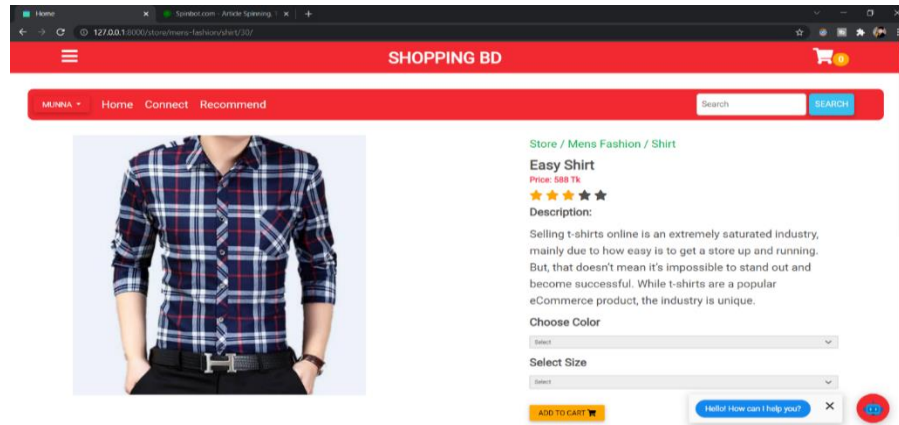 Home
Spinbot.com - Article Spinning, T
127.0.0.1:8000/store/mens-fashion/shirt/30/
SHOPPING BD
0
MUNNA
Home Connect Recommend
Search
SEARCH
Store / Mens Fashion / Shirt
Easy Shirt
Price: 588 Tk
Description:
Selling t-shirts online is an extremely saturated industry,
mainly due to how easy is to get a store up and running.
But, that doesn't mean it's impossible to stand out and
become successful. While t-shirts are a popular
eCommerce product, the industry is unique.
Choose Color
Select
Select Size
Select
ADD TO CART
Hello! How can I help you?